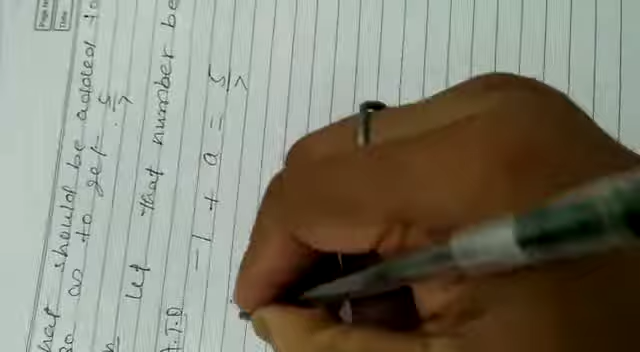 Page No
Date
hat should be added to
so as to get 5/7
Let that number be
A.T.Q
-1 + a = 5/7